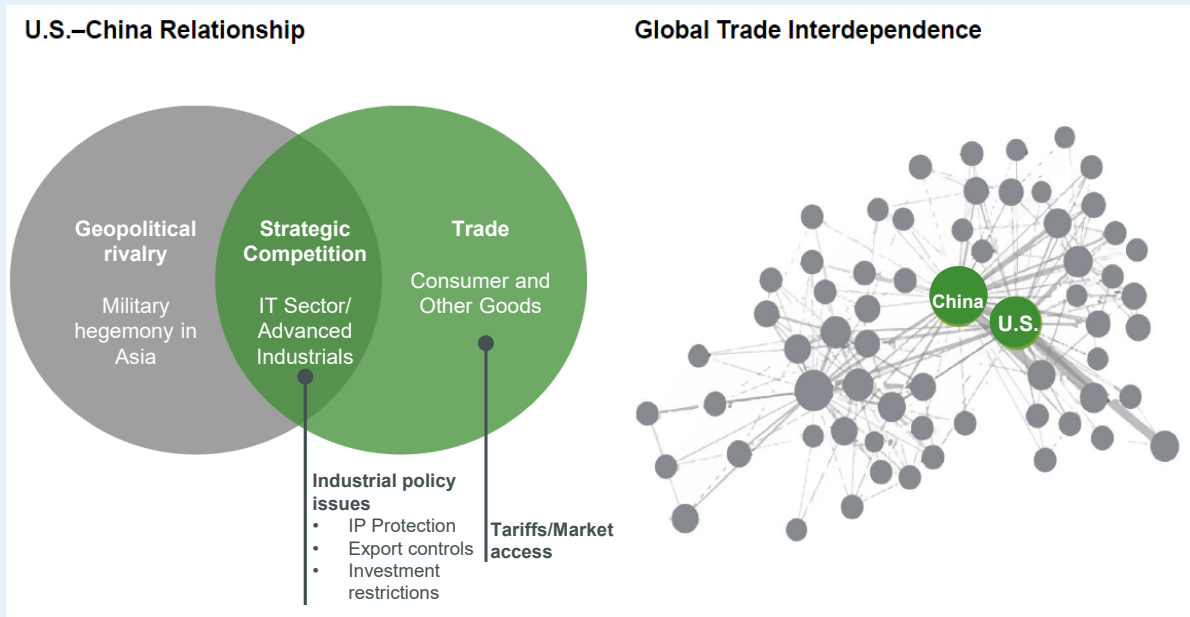 U.S.–China Relationship
Geopolitical
rivalry
Military
hegemony in
Asia
Strategic
Competition
IT Sector/
Advanced
Industrials
Trade
Consumer and
Other Goods
Industrial policy
issues
• IP Protection
• Export controls
• Investment
restrictions
Tariffs/Market
access
Global Trade Interdependence
China
U.S.